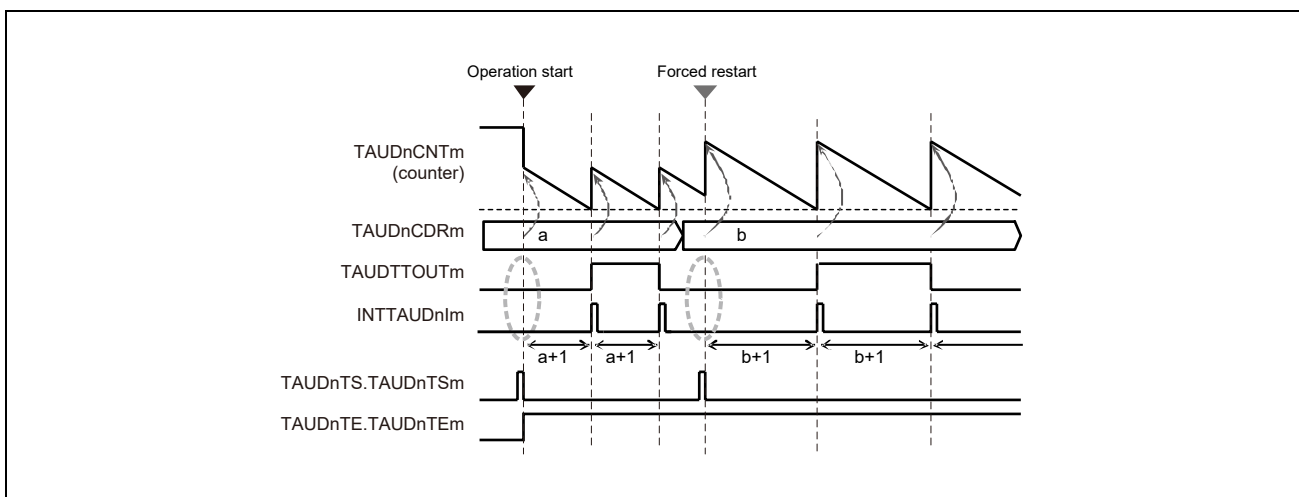 Operation start
Forced restart
TAUDnCNTm
(counter)
TAUDnCDRm
a
b
TAUDTTOUTm
INTTAUDnIm
a+1
a+1
b+1
b+1
TAUDnTS.TAUDnTSm
TAUDnTE.TAUDnTEm